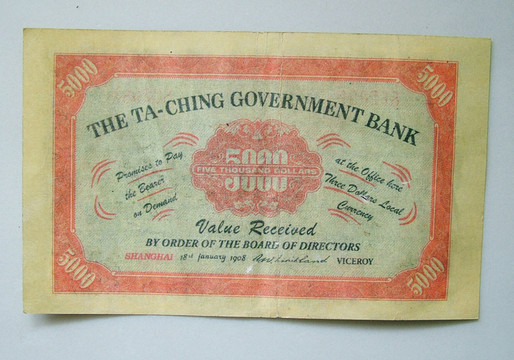 5000 5000
THE TA-CHING GOVERNMENT BANK
Promises to Pay
the Bearer
on Demand
5000
FIVE THOUSAND DOLLARS
5000
at the Office here
Three Dollars Local
Currency
Value Received
BY ORDER OF THE BOARD OF DIRECTORS
SHANGHAI 18st january 1908 VICEROY
5000 5000